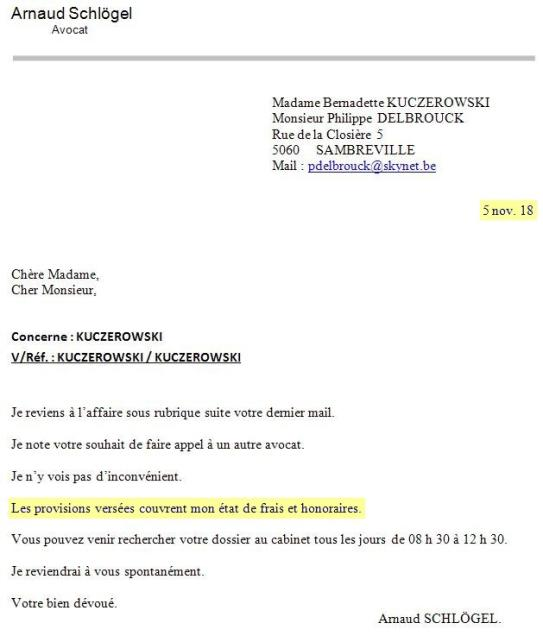 Arnaud Schlögel
Avocat
Madame Bernadette KUCZEROWSKI
Monsieur Philippe DELBROUCK
Rue de la Closière 5
5060 SAMBREVILLE
Mail : pdelbrouck@skynet.be
5 nov. 18
Chère Madame,
Cher Monsieur,
Concerne : KUCZEROWSKI
V/Réf. : KUCZEROWSKI / KUCZEROWSKI
Je reviens à l'affaire sous rubrique suite votre dernier mail.
Je note votre souhait de faire appel à un autre avocat.
Je n'y vois pas d'inconvénient.
Les provisions versées couvrent mon état de frais et honoraires.
Vous pouvez venir rechercher votre dossier au cabinet tous les jours de 08 h 30 à 12 h 30.
Je reviendrai à vous spontanément.
Votre bien dévoué.
Arnaud SCHLÖGEL.